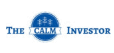 THE CALM INVESTOR